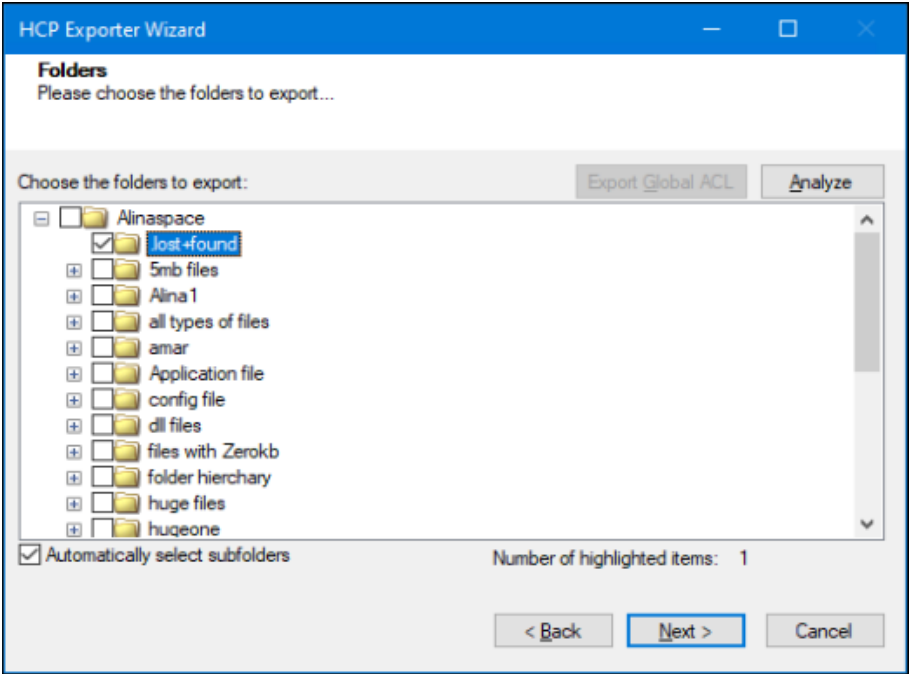 HCP Exporter Wizard
Folders
Please choose the folders to export...
Choose the folders to export:
Export Global ACL
Analyze
Alinaspace
.lost+found
5mb files
Alina1
all types of files
amar
Application file
config file
dll files
files with Zerokb
folder hierchary
huge files
hugeone
Automatically select subfolders
Number of highlighted items: 1
< Back
Next >
Cancel